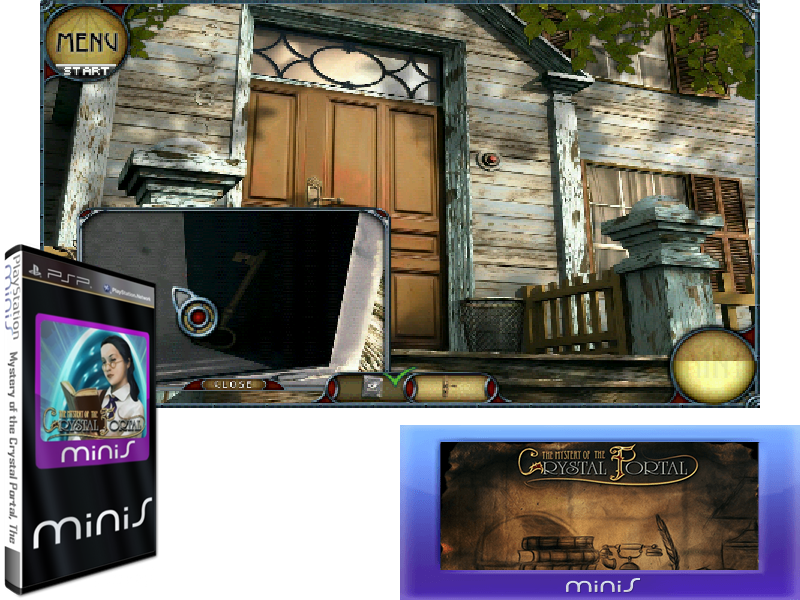 MENU
START
CLOSE
PlayStation
minis
Mystery of the Crystal Portal, The
PSP
PlayStation Network
THE MYSTERY OF THE
CRYSTAL PORTAL
minis
minis
THE MYSTERY OF THE
CRYSTAL PORTAL
minis